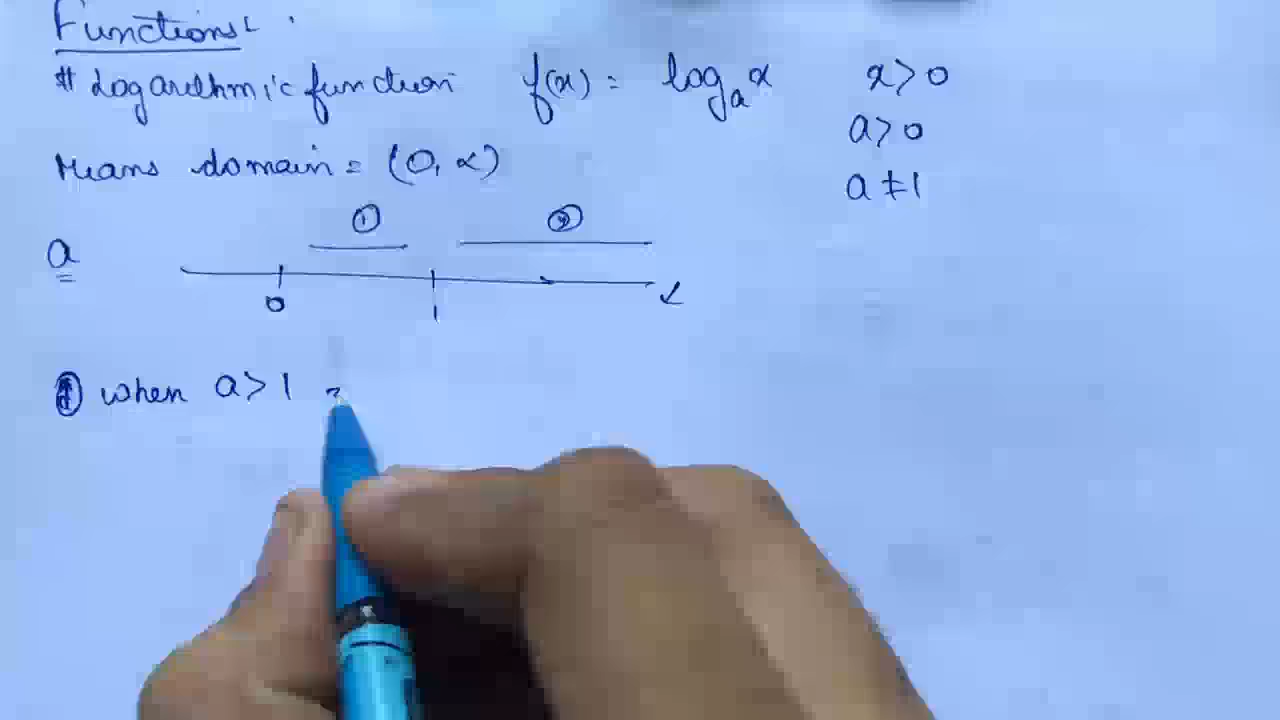 Functions :
# Logarithmic function f(x) = logₐx x>0
a>0
Means domain = (0, ∝)
a≠1
① ②
a
0 1
① when a>1